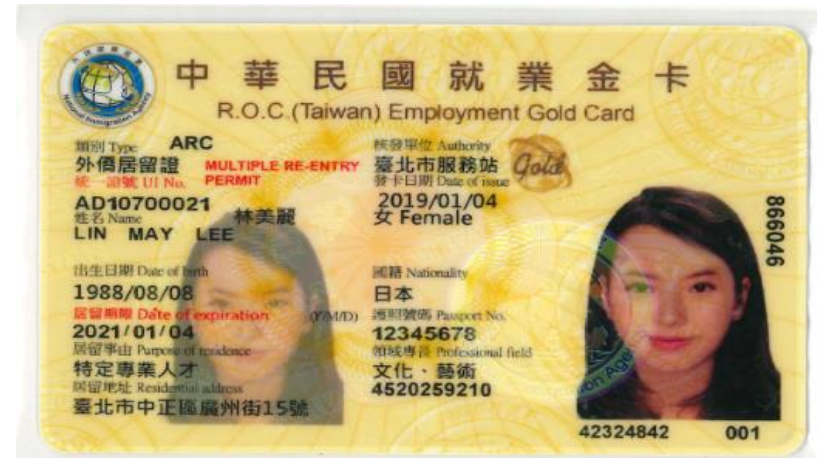 中華民國就業金卡
R.O.C.(Taiwan) Employment Gold Card
National Immigration Agency
類別 Type ARC
外僑居留證 MULTIPLE RE-ENTRY PERMIT
核發單位 Authority
臺北市服務站
Gold
統一證號 UI No.
AD10700021
發卡日期 Date of issue
2019/01/04
姓名 Name 林美麗
LIN MAY LEE
女 Female
866046
出生日期 Date of birth
1988/08/08
國籍 Nationality
日本
居留期限 Date of expiration (Y/M/D)
2021/01/04
護照號碼 Passport No.
12345678
居留事由 Purpose of residence
特定專業人才
領域專長 Professional field
文化、藝術
居留地址 Residential address
臺北市中正區廣州街15號
4520259210
42324842 001